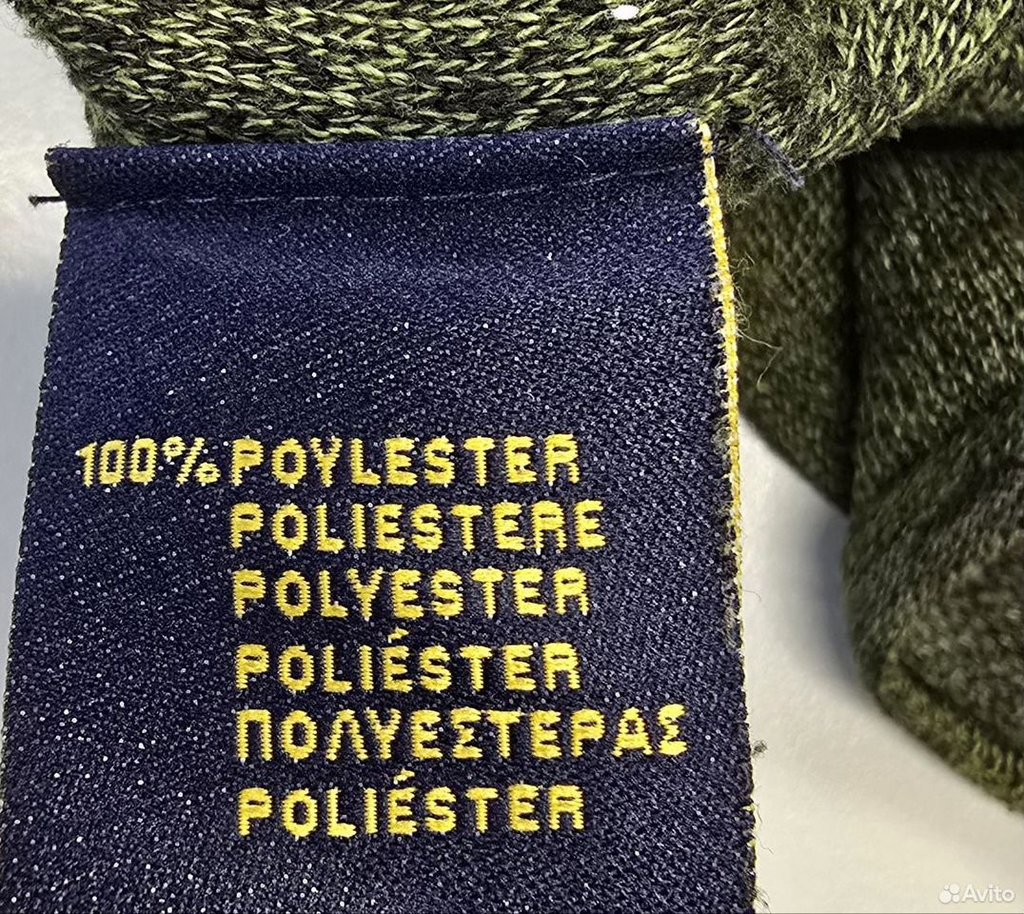 100% POYLESTER
POLIESTERE
POLYESTER
POLIÉSTER
ΠΟΛΥΕΣΤΕΡΑΣ
POLIÉSTER
Avito